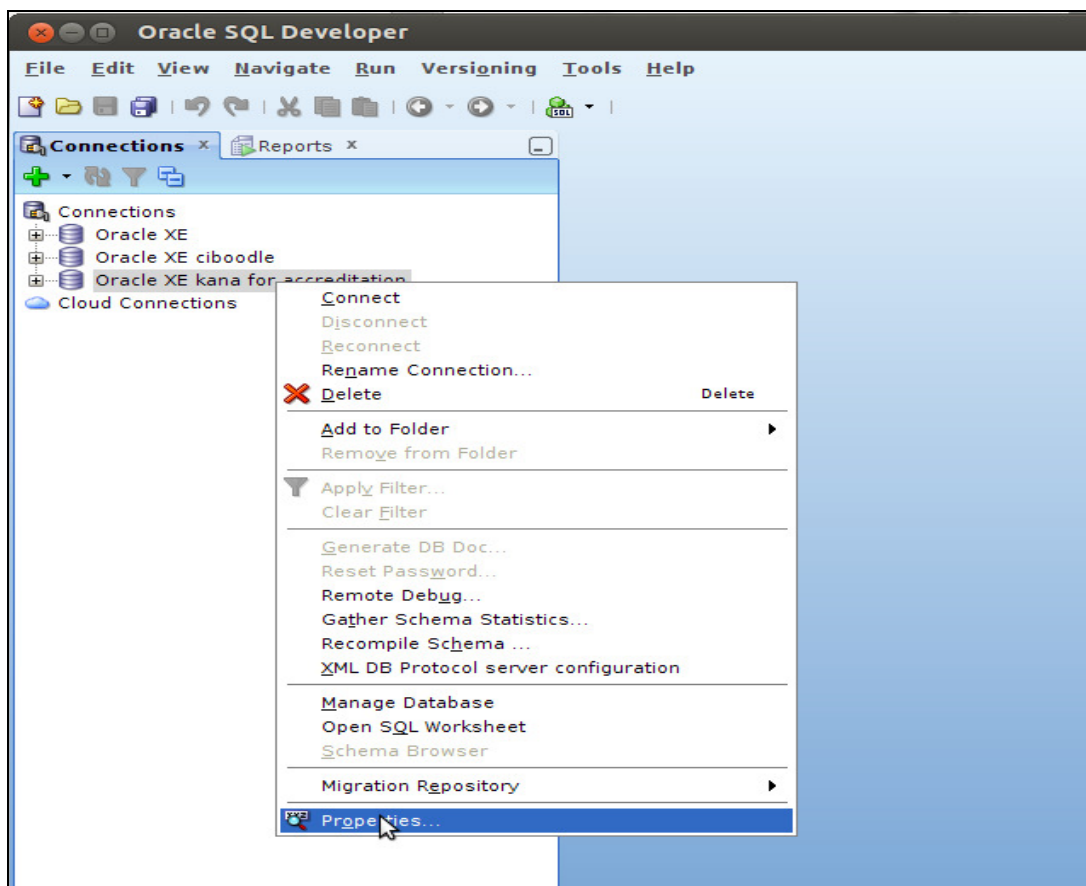 Oracle SQL Developer
File Edit View Navigate Run Versioning Tools Help
SQL
Connections x Reports x
Connections
Oracle XE
Oracle XE ciboodle
Oracle XE kana for accreditation
Cloud Connections
Connect
Disconnect
Reconnect
Rename Connection...
Delete Delete
Add to Folder
Remove from Folder
Apply Filter...
Clear Filter
Generate DB Doc...
Reset Password...
Remote Debug...
Gather Schema Statistics...
Recompile Schema ...
XML DB Protocol server configuration
Manage Database
Open SQL Worksheet
Schema Browser
Migration Repository
Properties...